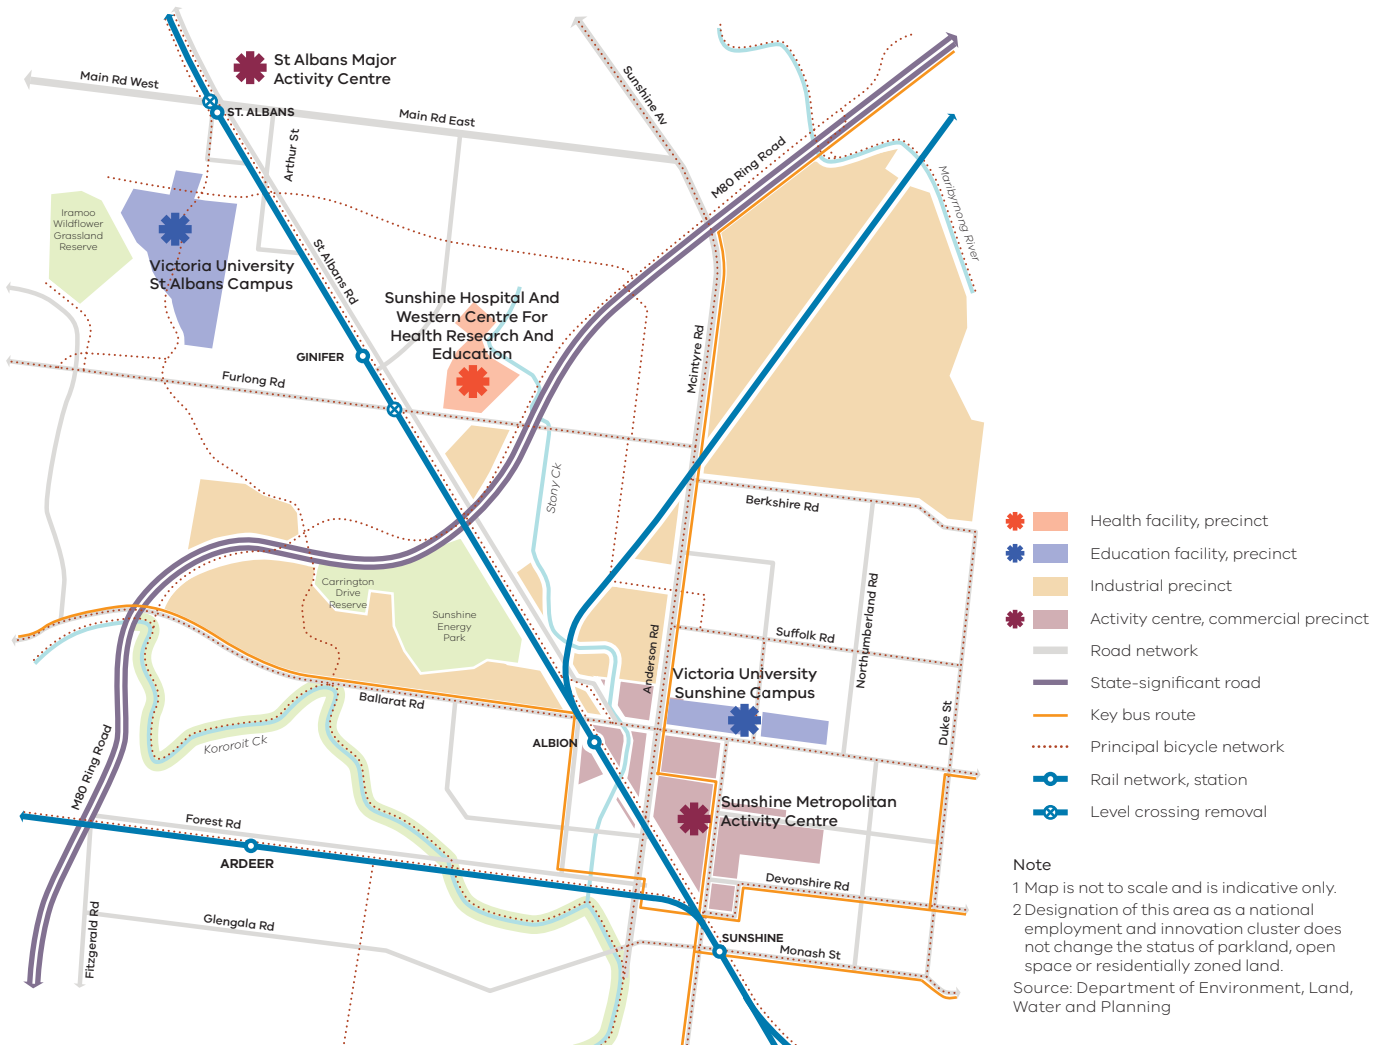 St Albans Major
Activity Centre
Main Rd West
ST. ALBANS
Main Rd East
Sunshine Av
M80 Ring Road
Arthur St
Maribyrnong River
Iramoo
Wildflower
Grassland
Reserve
Victoria University
St Albans Campus
St Albans Rd
Sunshine Hospital And
Western Centre For
Health Research And
Education
GINIFER
Furlong Rd
McIntyre Rd
Stony Ck
Berkshire Rd
Carrington
Drive
Reserve
Sunshine
Energy
Park
Northumberland Rd
Suffolk Rd
Anderson Rd
Victoria University
Sunshine Campus
Duke St
Ballarat Rd
Kororoit Ck
ALBION
M80 Ring Road
Sunshine Metropolitan
Activity Centre
Forest Rd
ARDEER
Devonshire Rd
Glengala Rd
Fitzgerald Rd
SUNSHINE
Monash St
Health facility, precinct
Education facility, precinct
Industrial precinct
Activity centre, commercial precinct
Road network
State-significant road
Key bus route
Principal bicycle network
Rail network, station
Level crossing removal
Note
1 Map is not to scale and is indicative only.
2 Designation of this area as a national
employment and innovation cluster does
not change the status of parkland, open
space or residentially zoned land.
Source: Department of Environment, Land,
Water and Planning